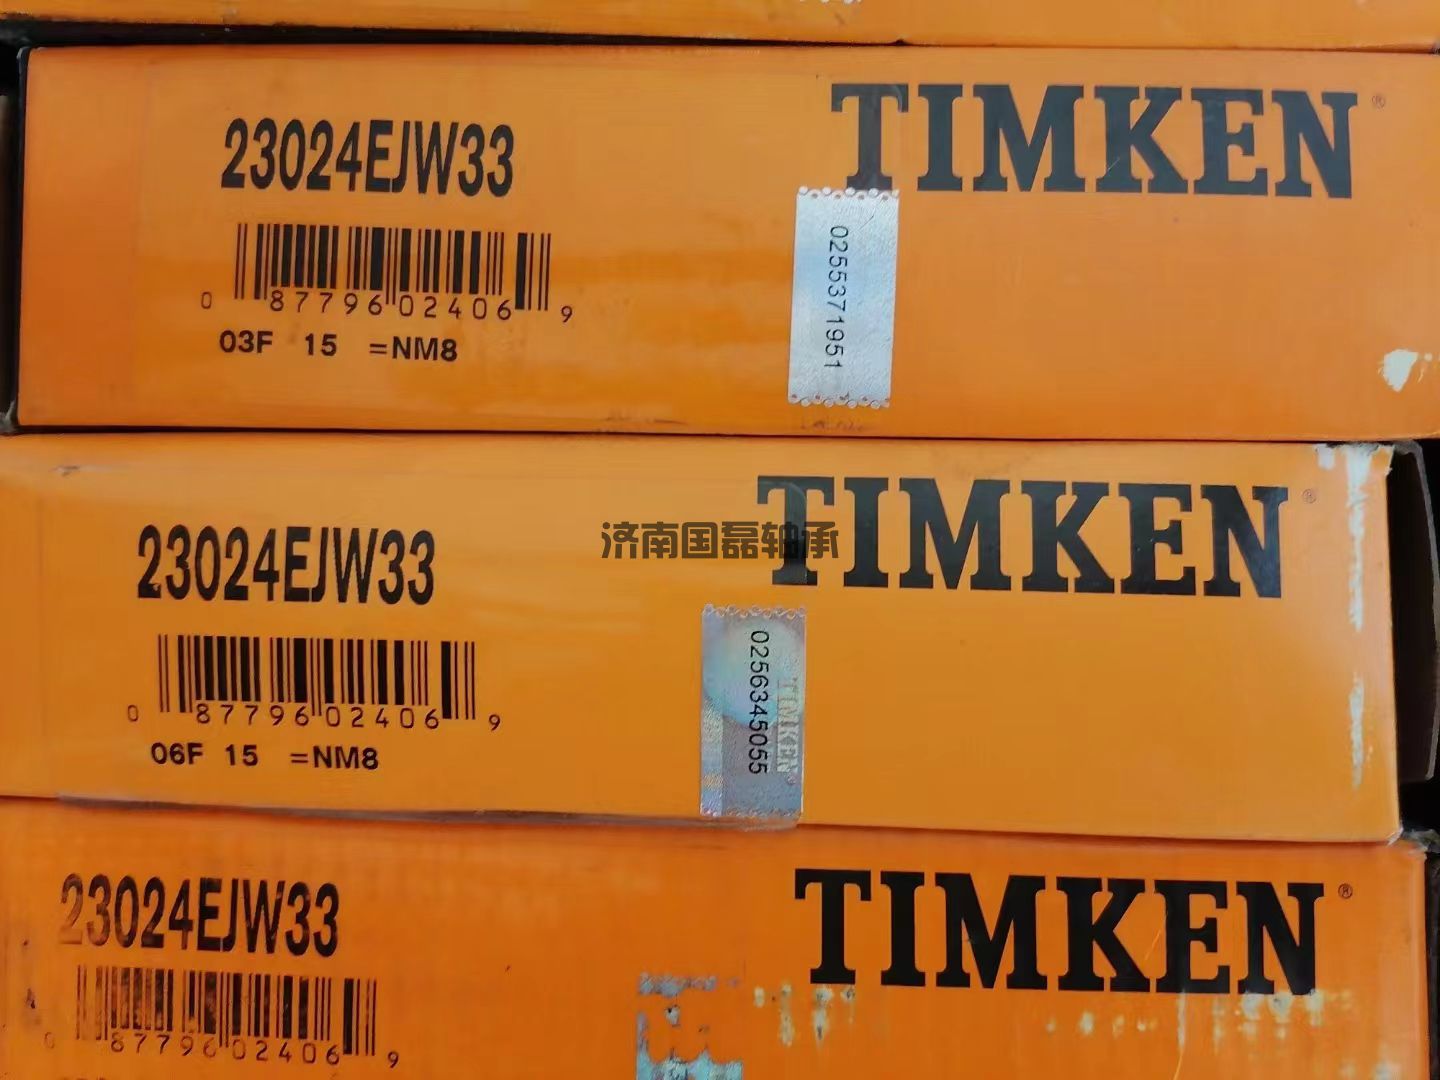 23024EJW33
TIMKEN®
0 87796 02406 9
03F 15 =NM8
0255371951
23024EJW33
TIMKEN®
济南国磊轴承
0 87796 02406 9
06F 15 =NM8
0256345055
TIMKEN
23024EJW33
TIMKEN®
0 87796 02406 9